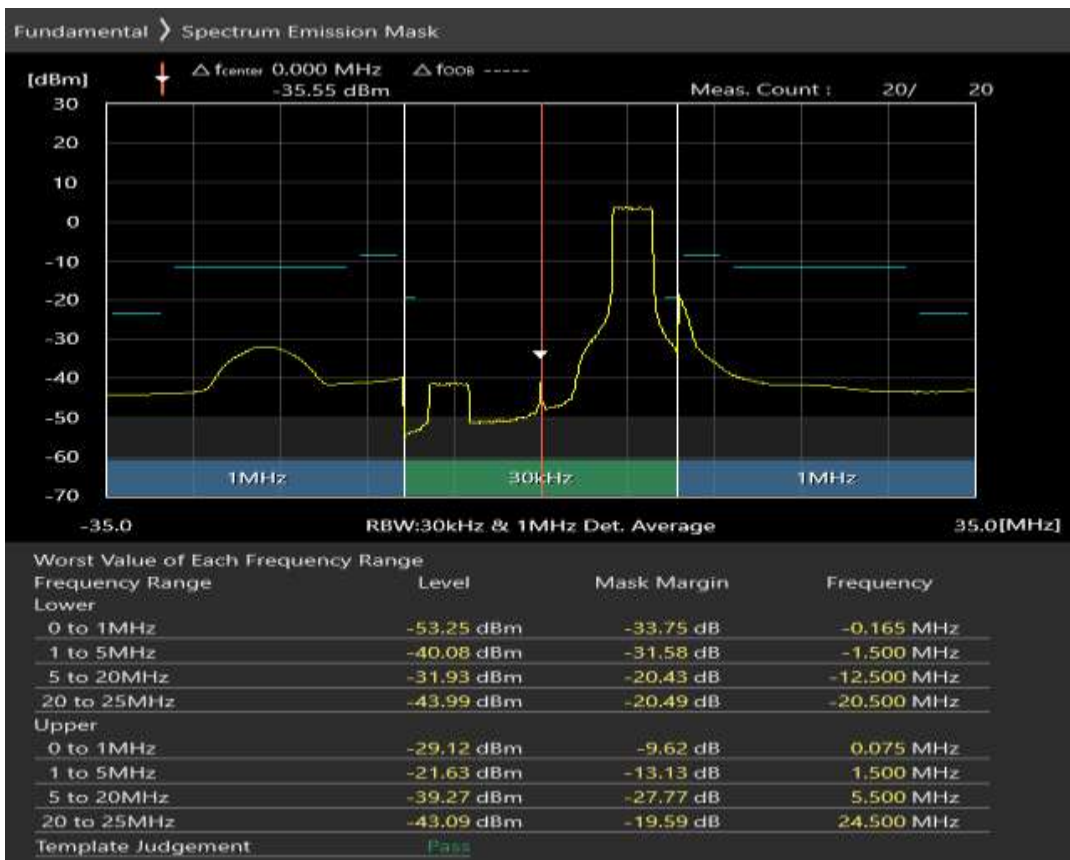 Fundamental ❯ Spectrum Emission Mask
[dBm] △ fcenter 0.000 MHz △ fOOB -----
-35.55 dBm Meas. Count : 20/ 20
30
20
10
0
-10
-20
-30
-40
-50
-60
1MHz 30kHz 1MHz
-70
-35.0 RBW:30kHz & 1MHz Det. Average 35.0[MHz]
Worst Value of Each Frequency Range
Frequency Range Level Mask Margin Frequency
Lower
0 to 1MHz -53.25 dBm -33.75 dB -0.165 MHz
1 to 5MHz -40.08 dBm -31.58 dB -1.500 MHz
5 to 20MHz -31.93 dBm -20.43 dB -12.500 MHz
20 to 25MHz -43.99 dBm -20.49 dB -20.500 MHz
Upper
0 to 1MHz -29.12 dBm -9.62 dB 0.075 MHz
1 to 5MHz -21.63 dBm -13.13 dB 1.500 MHz
5 to 20MHz -39.27 dBm -27.77 dB 5.500 MHz
20 to 25MHz -43.09 dBm -19.59 dB 24.500 MHz
Template Judgement Pass